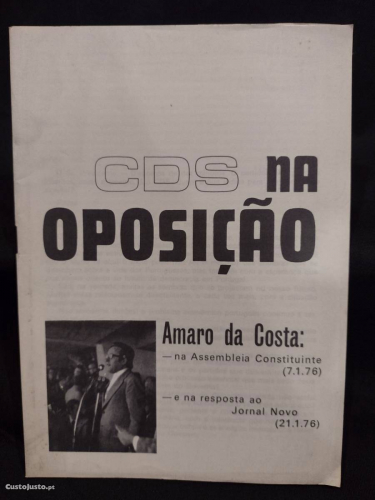 CDS NA
OPOSIÇÃO
Amaro da Costa:
— na Assembleia Constituinte
(7.1.76)
— e na resposta ao
Jornal Novo
(21.1.76)
CustoJusto.pt